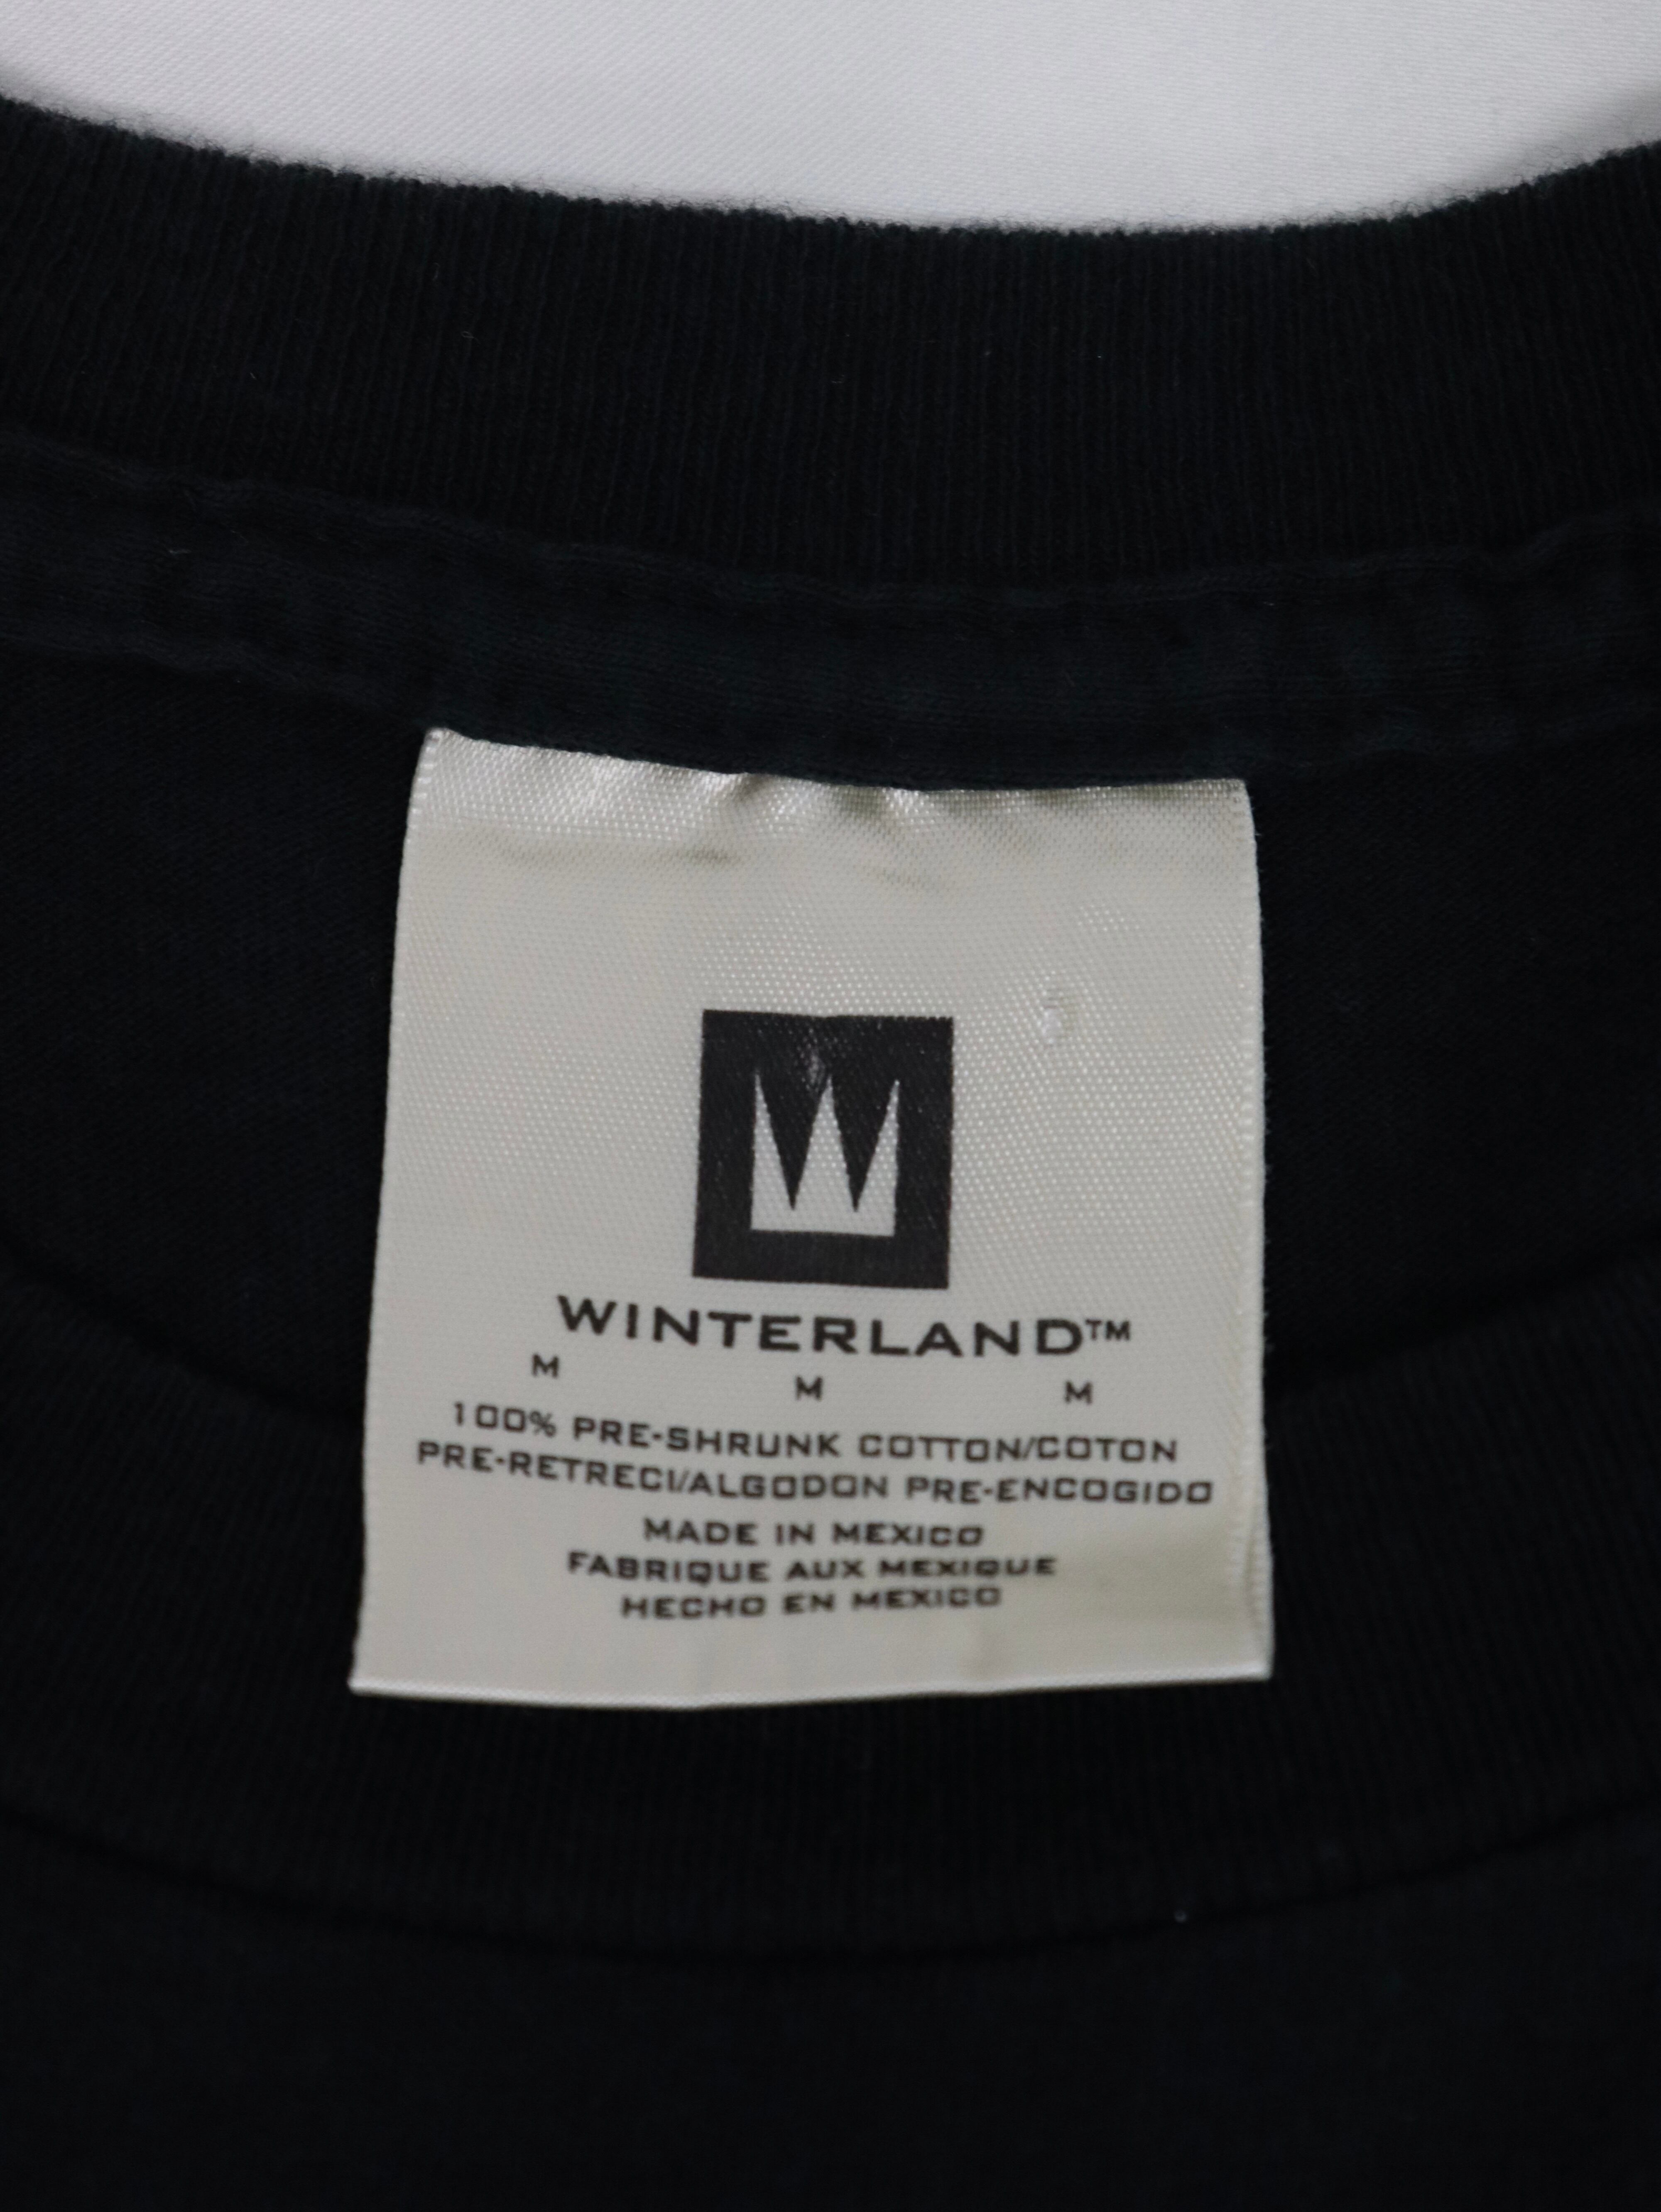 W
WINTERLAND™
M M M
100% PRE-SHRUNK COTTON/COTON
PRE-RETRECI/ALGODON PRE-ENCOGIDO
MADE IN MEXICO
FABRIQUE AUX MEXIQUE
HECHO EN MEXICO